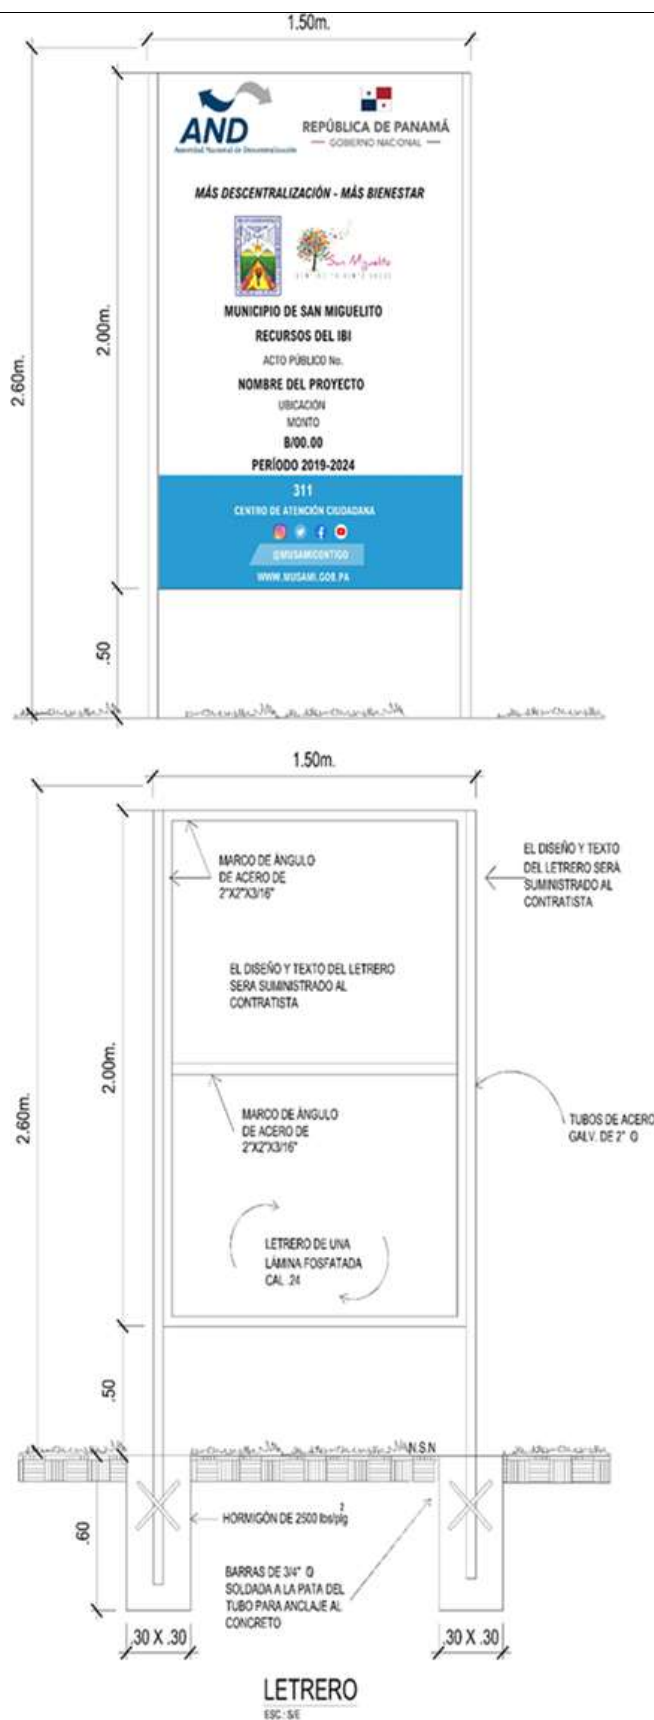 1.50m.
AND
Autoridad Nacional de Descentralización
REPÚBLICA DE PANAMÁ
GOBIERNO NACIONAL
MÁS DESCENTRALIZACIÓN - MÁS BIENESTAR
San Miguelito
MUNICIPIO DE SAN MIGUELITO
RECURSOS DEL IBI
ACTO PÚBLICO No.
NOMBRE DEL PROYECTO
UBICACIÓN
MONTO
B/00.00
PERÍODO 2019-2024
311
CENTRO DE ATENCIÓN CIUDADANA
@MUSAMICONTIGO
WWW.MUSAMI.GOB.PA
2.60m.
2.00m.
.50
1.50m.
MARCO DE ÁNGULO
DE ACERO DE
2"X2"X3/16"
EL DISEÑO Y TEXTO
DEL LETRERO SERÁ
SUMINISTRADO AL
CONTRATISTA
EL DISEÑO Y TEXTO DEL LETRERO
SERA SUMINISTRADO AL
CONTRATISTA
MARCO DE ÁNGULO
DE ACERO DE
2"X2"X3/16"
TUBOS DE ACERO
GALV. DE 2" Ø
LETRERO DE UNA
LÁMINA FOSFATADA
CAL .24
2.60m.
2.00m.
.50
N.S.N
.60
HORMIGÓN DE 2500 lbs/plg²
BARRAS DE 3/4" Ø
SOLDADA A LA PATA DEL
TUBO PARA ANCLAJE AL
CONCRETO
.30 X .30
.30 X .30
LETRERO
ESC.: S/E